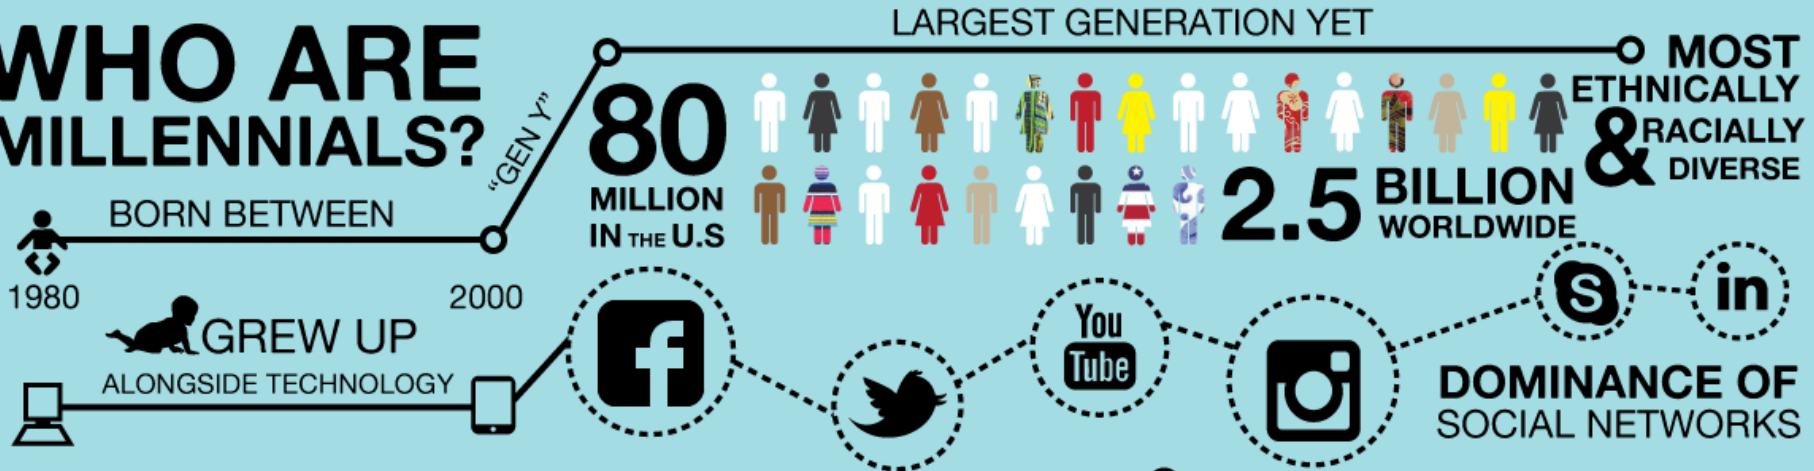 WHO ARE
MILLENNIALS?
BORN BETWEEN
1980
2000
"GEN Y"
LARGEST GENERATION YET
80
MILLION
IN THE U.S
2.5 BILLION
WORLDWIDE
MOST
ETHNICALLY
& RACIALLY
DIVERSE
GREW UP
ALONGSIDE TECHNOLOGY
f
You
Tube
S
in
DOMINANCE OF
SOCIAL NETWORKS